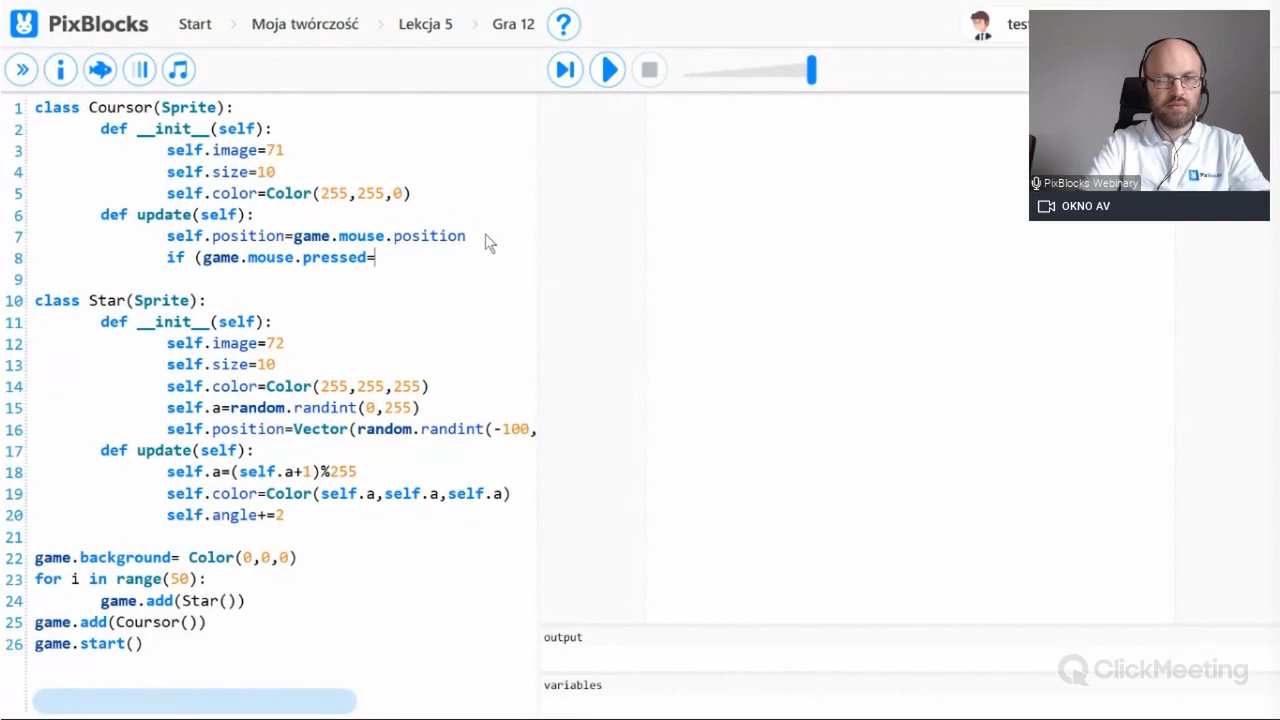 PixBlocks Start Moja twórczość Lekcja 5 Gra 12 ? test
1 class Coursor(Sprite):
2 def __init__(self):
3 self.image=71
4 self.size=10
5 self.color=Color(255,255,0)
6 def update(self):
7 self.position=game.mouse.position
8 if (game.mouse.pressed=
9
10 class Star(Sprite):
11 def __init__(self):
12 self.image=72
13 self.size=10
14 self.color=Color(255,255,255)
15 self.a=random.randint(0,255)
16 self.position=Vector(random.randint(-100,
17 def update(self):
18 self.a=(self.a+1)%255
19 self.color=Color(self.a,self.a,self.a)
20 self.angle+=2
21
22 game.background= Color(0,0,0)
23 for i in range(50):
24 game.add(Star())
25 game.add(Coursor())
26 game.start()
output
variables
PixBlocks
PixBlocks Webinary
OKNO AV
ClickMeeting